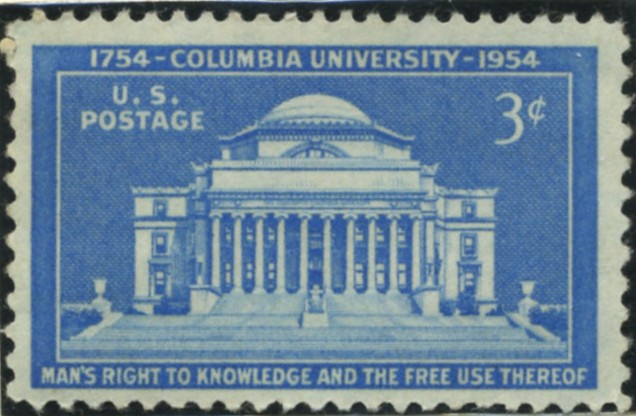 1754-COLUMBIA UNIVERSITY-1954
U. S.
POSTAGE
3¢
MAN'S RIGHT TO KNOWLEDGE AND THE FREE USE THEREOF